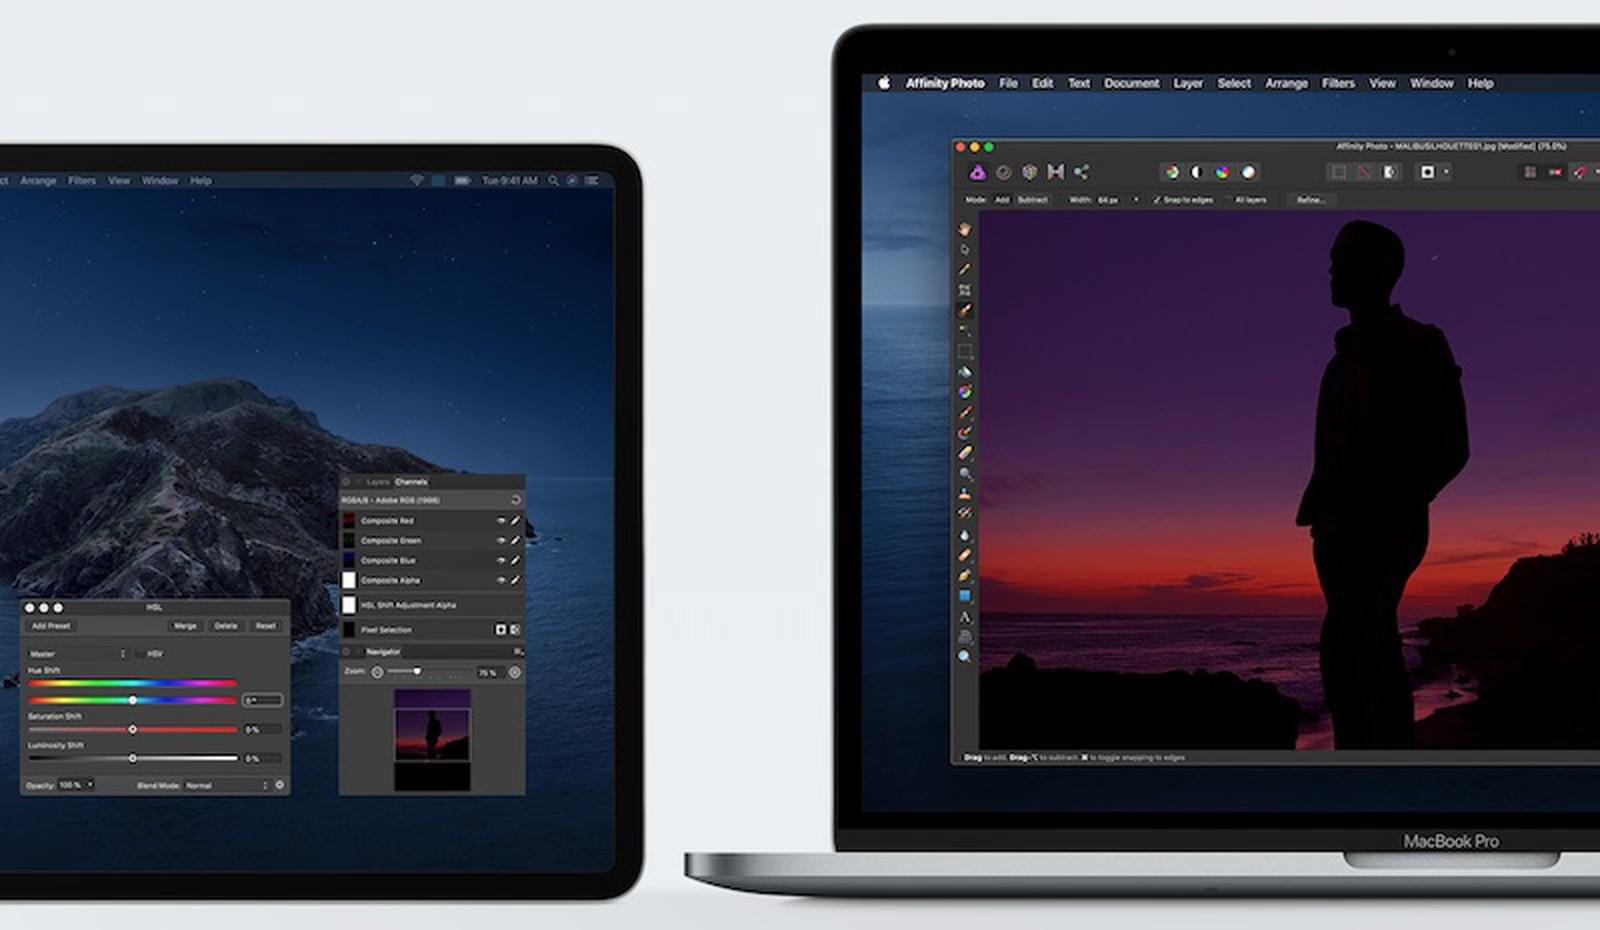 Arrange Filters View Window Help
Tue 9:41 AM
Layers Channels
RGBA/8 - Adobe RGB (1998)
Composite Red
Composite Green
Composite Blue
Composite Alpha
HSL Shift Adjustment Alpha
Pixel Selection
Navigator
Zoom: 75 %
HSL
Add Preset Merge Delete Reset
Master HSV
Hue Shift
0 °
Saturation Shift
0 %
Luminosity Shift
0 %
Opacity: 100 % Blend Mode: Normal
Affinity Photo File Edit Text Document Layer Select Arrange Filters View Window Help
Affinity Photo - MALIBUSILHOUETTE01.jpg [Modified] (75.0%)
Mode: Add Subtract Width: 64 px Snap to edges All layers Refine...
Drag to add. Drag+⌥ to subtract. ⌘ to toggle snapping to edges
MacBook Pro